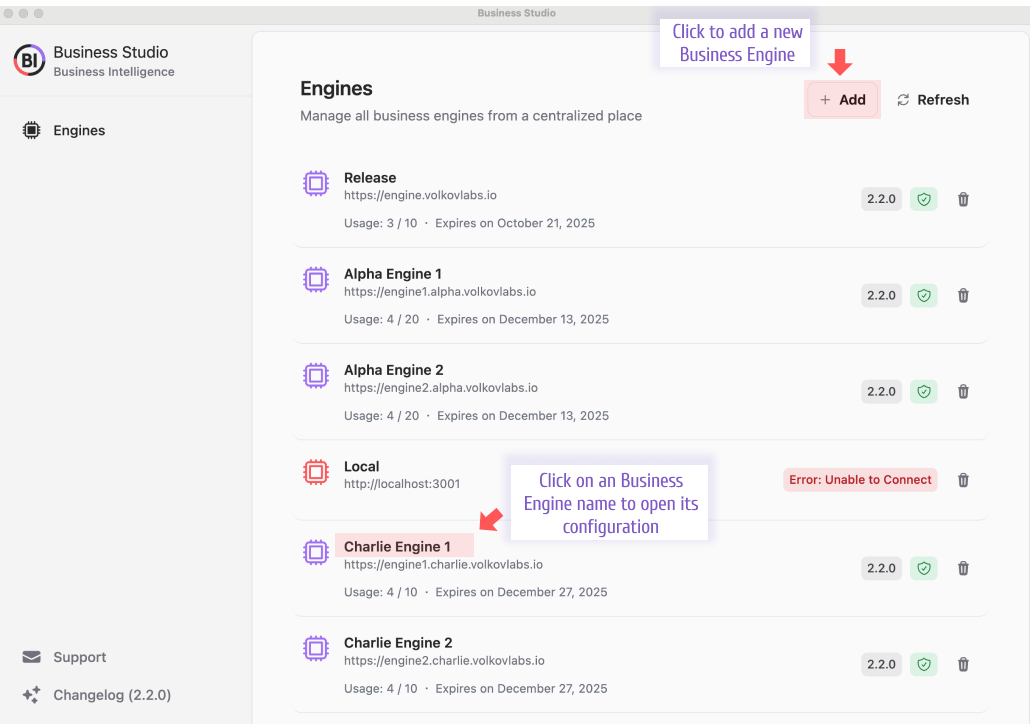 Business Studio
BI
Business Studio
Business Intelligence
Engines
Support
Changelog (2.2.0)
Click to add a new
Business Engine
Engines
Manage all business engines from a centralized place
+ Add
Refresh
Release
https://engine.volkovlabs.io
Usage: 3 / 10 · Expires on October 21, 2025
2.2.0
Alpha Engine 1
https://engine1.alpha.volkovlabs.io
Usage: 4 / 20 · Expires on December 13, 2025
2.2.0
Alpha Engine 2
https://engine2.alpha.volkovlabs.io
Usage: 4 / 20 · Expires on December 13, 2025
2.2.0
Local
http://localhost:3001
Error: Unable to Connect
Click on an Business
Engine name to open its
configuration
Charlie Engine 1
https://engine1.charlie.volkovlabs.io
Usage: 4 / 10 · Expires on December 27, 2025
2.2.0
Charlie Engine 2
https://engine2.charlie.volkovlabs.io
Usage: 4 / 10 · Expires on December 27, 2025
2.2.0